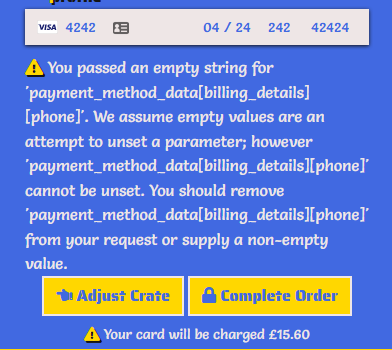 VISA 4242 04 / 24 242 42424
You passed an empty string for
'payment_method_data[billing_details]
[phone]'. We assume empty values are an
attempt to unset a parameter; however
'payment_method_data[billing_details][phone]'
cannot be unset. You should remove
'payment_method_data[billing_details][phone]'
from your request or supply a non-empty
value.
Adjust Crate Complete Order
Your card will be charged £15.60